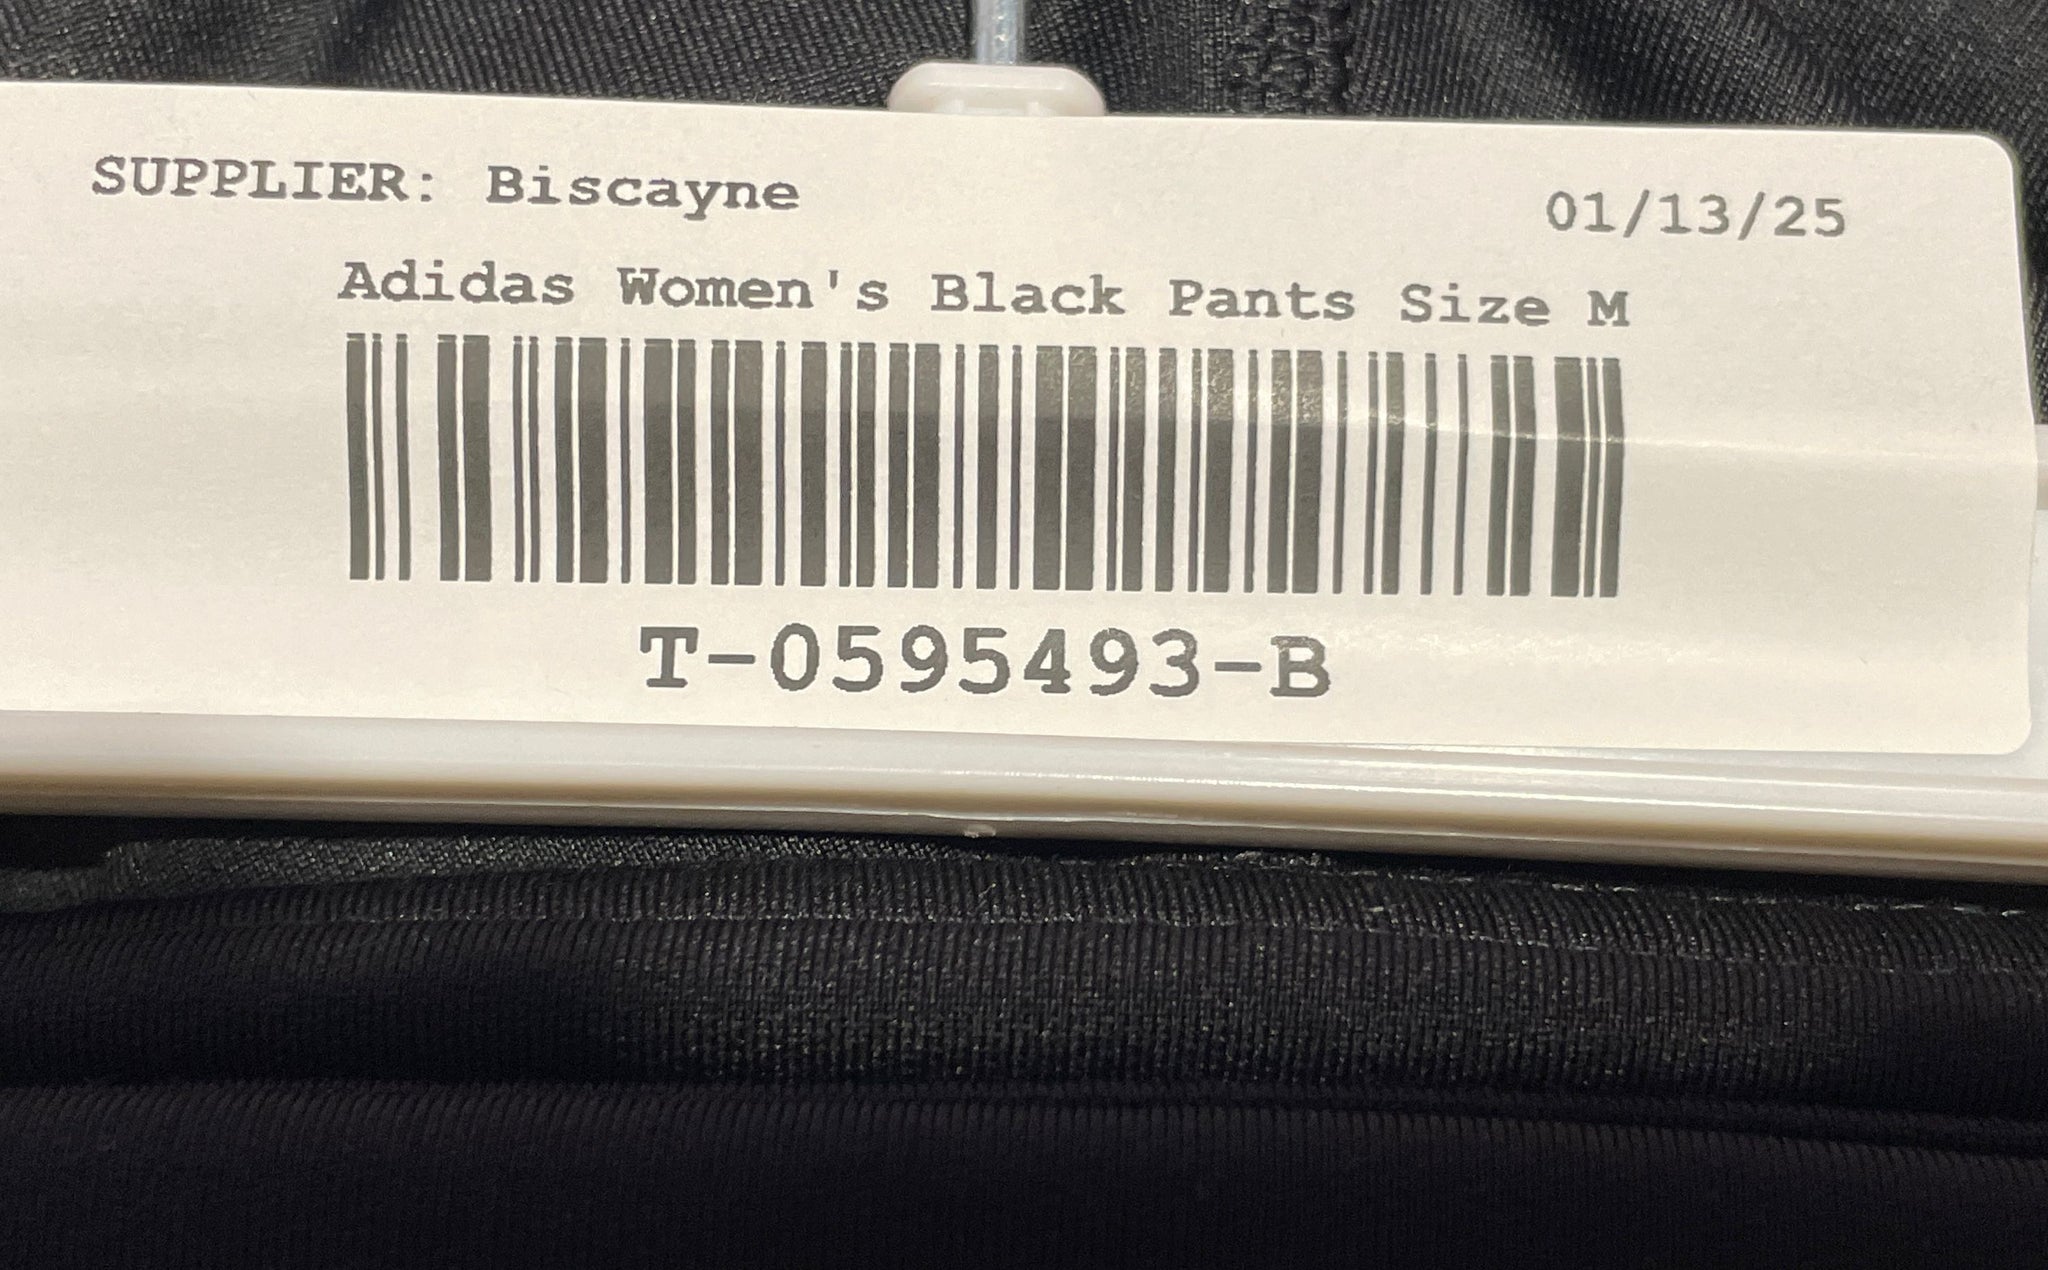 SUPPLIER: Biscayne 01/13/25
Adidas Women's Black Pants Size M
T-0595493-B